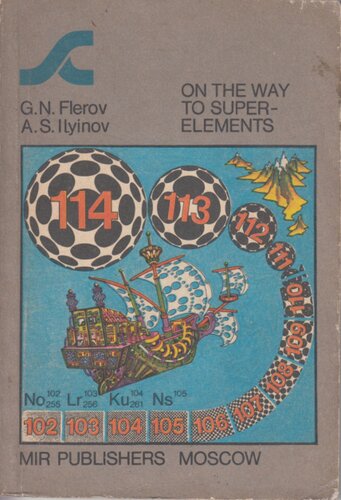 G.N. Flerov
A.S. Ilyinov
ON THE WAY
TO SUPER-
ELEMENTS
114
113
112
111
110
109
108
107
106
No 102 255
Lr 103 256
Ku 104 261
Ns 105
102 103 104 105
MIR PUBLISHERS MOSCOW